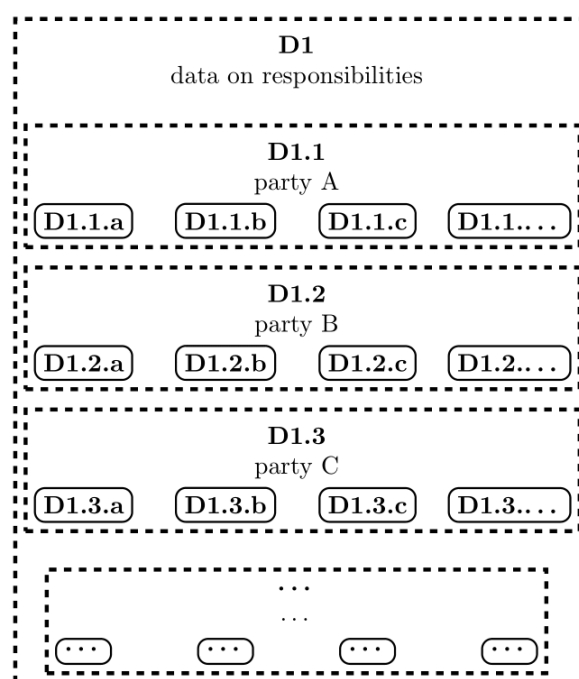 D1
data on responsibilities
D1.1
party A
D1.1.a D1.1.b D1.1.c D1.1....
D1.2
party B
D1.2.a D1.2.b D1.2.c D1.2....
D1.3
party C
D1.3.a D1.3.b D1.3.c D1.3....
...
...
... ... ... ...